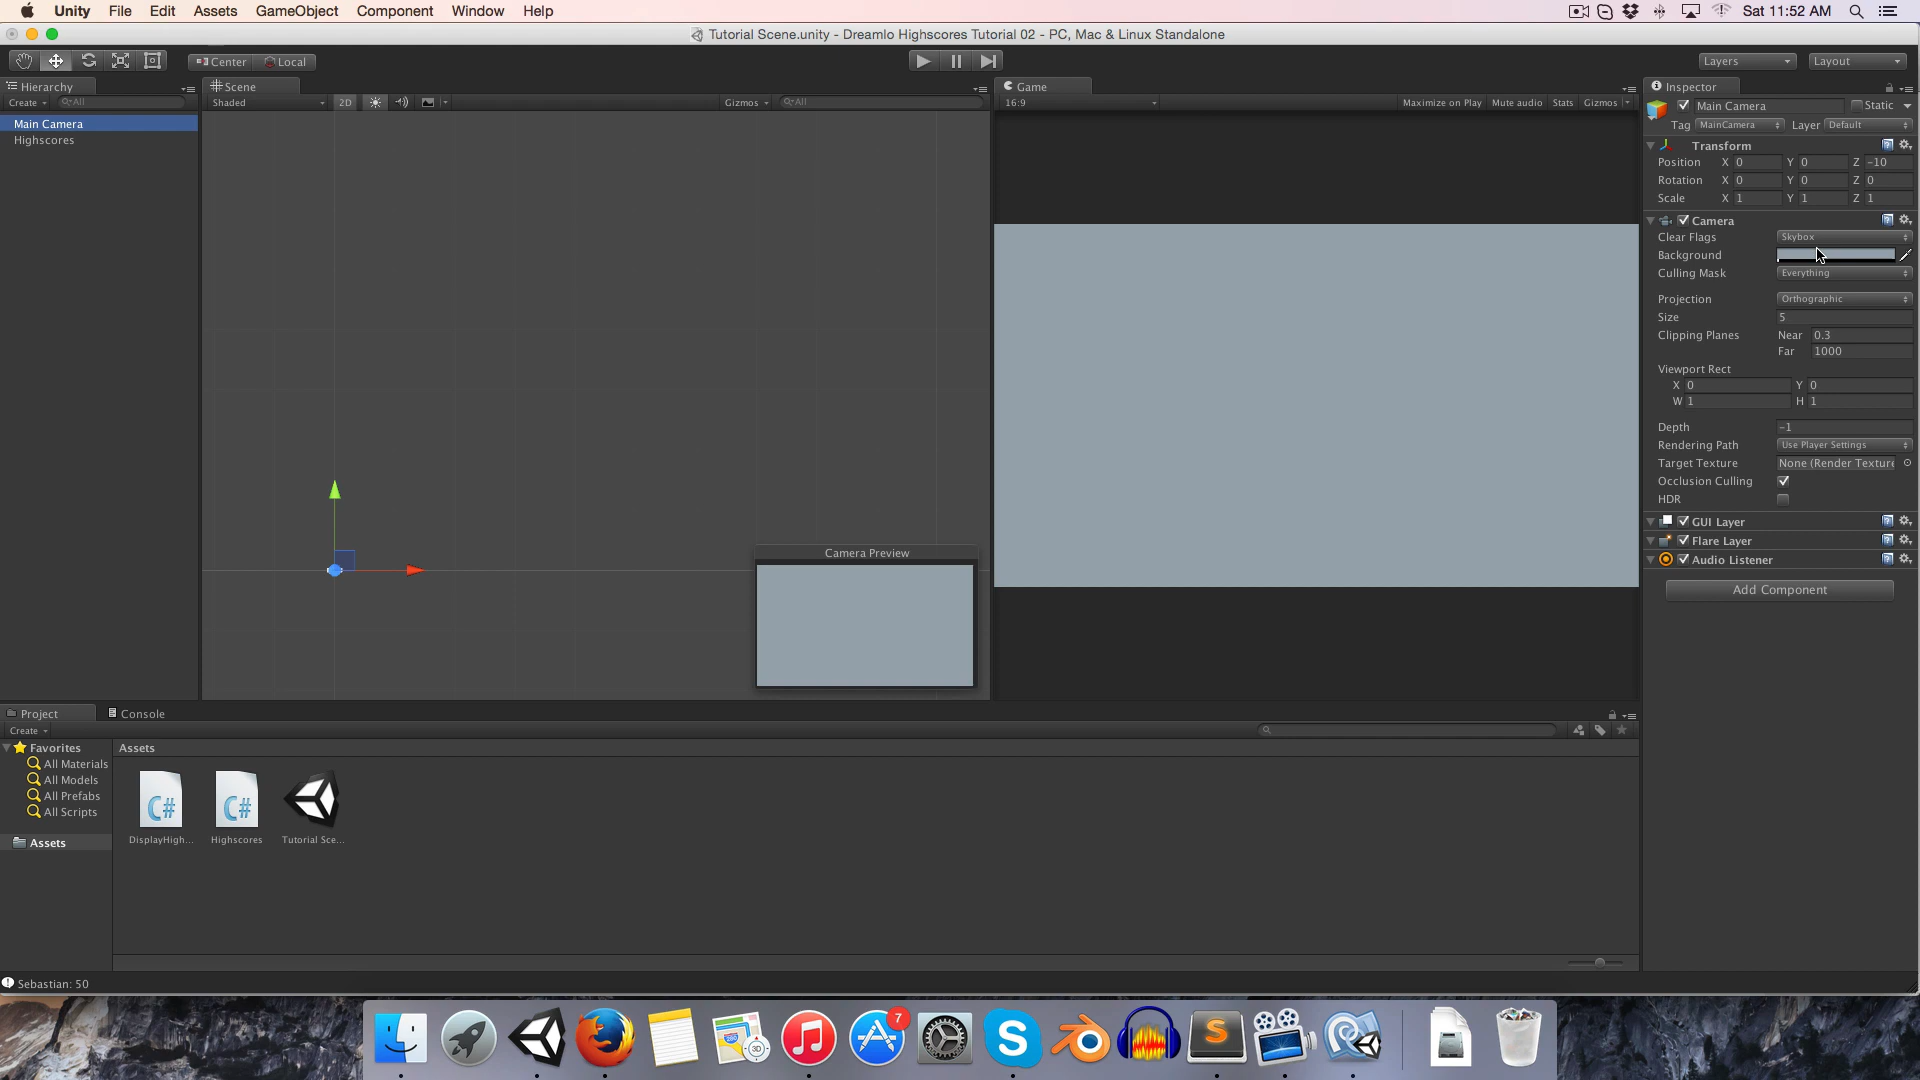 Unity File Edit Assets GameObject Component Window Help Sat 11:52 AM
Tutorial Scene.unity - Dreamlo Highscores Tutorial 02 - PC, Mac & Linux Standalone
Center Local Layers Layout
Hierarchy
Create All
Main Camera
Highscores
Scene
Shaded 2D Gizmos All
Camera Preview
Game
16:9 Maximize on Play Mute audio Stats Gizmos
Inspector
Main Camera Static
Tag MainCamera Layer Default
Transform
Position X 0 Y 0 Z -10
Rotation X 0 Y 0 Z 0
Scale X 1 Y 1 Z 1
Camera
Clear Flags Skybox
Background
Culling Mask Everything
Projection Orthographic
Size 5
Clipping Planes Near 0.3
Far 1000
Viewport Rect
X 0 Y 0
W 1 H 1
Depth -1
Rendering Path Use Player Settings
Target Texture None (Render Texture
Occlusion Culling
HDR
GUI Layer
Flare Layer
Audio Listener
Add Component
Project Console
Create
Favorites
All Materials
All Models
All Prefabs
All Scripts
Assets
Assets
C# C#
DisplayHigh... Highscores Tutorial Sce...
Sebastian: 50
280 3D 7 S S